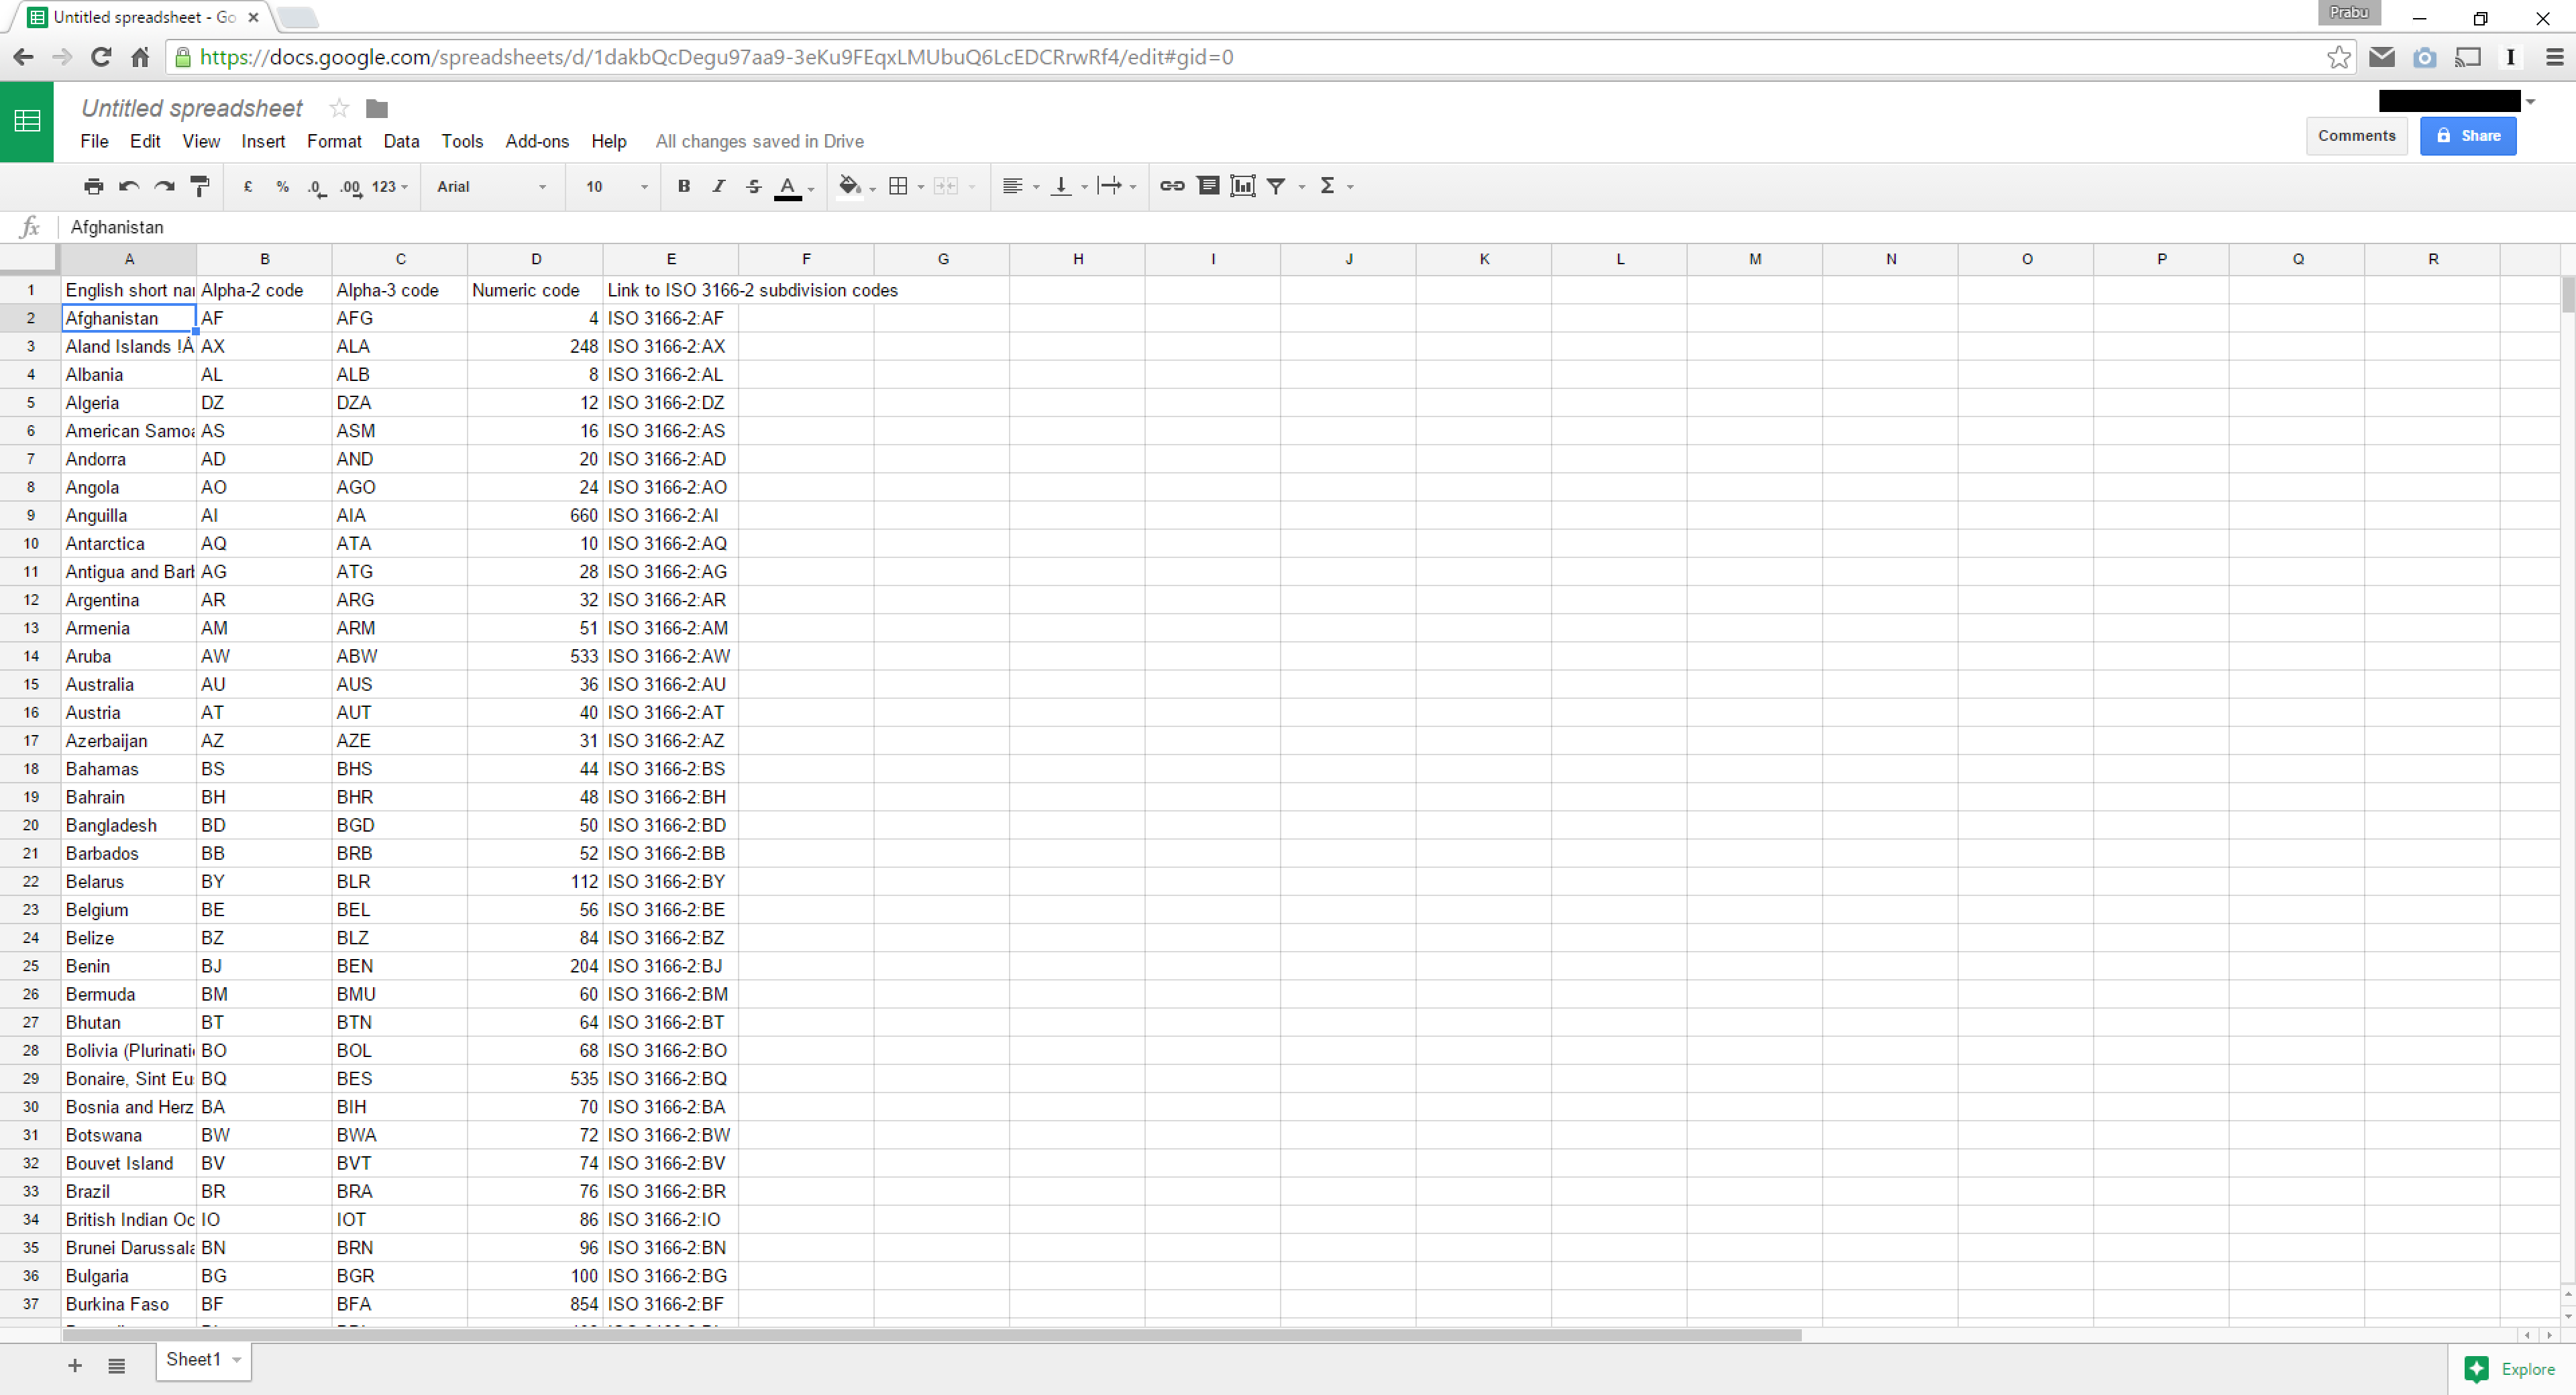 Untitled spreadsheet - Go
Prabu
https://docs.google.com/spreadsheets/d/1dakbQcDegu97aa9-3eKu9FEqxLMUbuQ6LcEDCRrwRf4/edit#gid=0
Untitled spreadsheet
File Edit View Insert Format Data Tools Add-ons Help All changes saved in Drive
Comments Share
£ % .0 .00 123 Arial 10 B I S A Σ
fx Afghanistan
A B C D E F G H I J K L M N O P Q R
1 English short nar Alpha-2 code Alpha-3 code Numeric code Link to ISO 3166-2 subdivision codes
2 Afghanistan AF AFG 4 ISO 3166-2:AF
3 Aland Islands !Â AX ALA 248 ISO 3166-2:AX
4 Albania AL ALB 8 ISO 3166-2:AL
5 Algeria DZ DZA 12 ISO 3166-2:DZ
6 American Samoa AS ASM 16 ISO 3166-2:AS
7 Andorra AD AND 20 ISO 3166-2:AD
8 Angola AO AGO 24 ISO 3166-2:AO
9 Anguilla AI AIA 660 ISO 3166-2:AI
10 Antarctica AQ ATA 10 ISO 3166-2:AQ
11 Antigua and Barb AG ATG 28 ISO 3166-2:AG
12 Argentina AR ARG 32 ISO 3166-2:AR
13 Armenia AM ARM 51 ISO 3166-2:AM
14 Aruba AW ABW 533 ISO 3166-2:AW
15 Australia AU AUS 36 ISO 3166-2:AU
16 Austria AT AUT 40 ISO 3166-2:AT
17 Azerbaijan AZ AZE 31 ISO 3166-2:AZ
18 Bahamas BS BHS 44 ISO 3166-2:BS
19 Bahrain BH BHR 48 ISO 3166-2:BH
20 Bangladesh BD BGD 50 ISO 3166-2:BD
21 Barbados BB BRB 52 ISO 3166-2:BB
22 Belarus BY BLR 112 ISO 3166-2:BY
23 Belgium BE BEL 56 ISO 3166-2:BE
24 Belize BZ BLZ 84 ISO 3166-2:BZ
25 Benin BJ BEN 204 ISO 3166-2:BJ
26 Bermuda BM BMU 60 ISO 3166-2:BM
27 Bhutan BT BTN 64 ISO 3166-2:BT
28 Bolivia (Plurinati BO BOL 68 ISO 3166-2:BO
29 Bonaire, Sint Eu BQ BES 535 ISO 3166-2:BQ
30 Bosnia and Herz BA BIH 70 ISO 3166-2:BA
31 Botswana BW BWA 72 ISO 3166-2:BW
32 Bouvet Island BV BVT 74 ISO 3166-2:BV
33 Brazil BR BRA 76 ISO 3166-2:BR
34 British Indian Oc IO IOT 86 ISO 3166-2:IO
35 Brunei Darussala BN BRN 96 ISO 3166-2:BN
36 Bulgaria BG BGR 100 ISO 3166-2:BG
37 Burkina Faso BF BFA 854 ISO 3166-2:BF
Sheet1
Explore